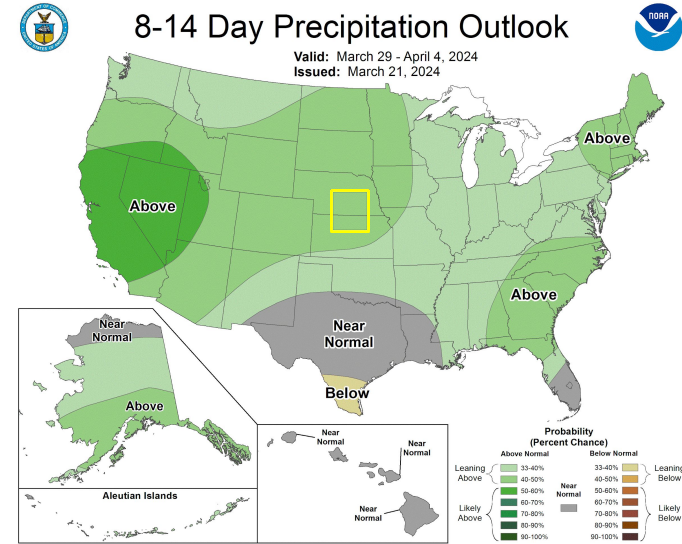 8-14 Day Precipitation Outlook
Valid: March 29 - April 4, 2024
Issued: March 21, 2024
NOAA
Above
Above
Above
Near
Normal
Below
Near
Normal
Above
Aleutian Islands
Near
Normal
Near
Normal
Near
Normal
Probability
(Percent Chance)
Above Normal
Below Normal
Leaning
Above
33-40%
40-50%
Likely
Above
50-60%
60-70%
70-80%
80-90%
90-100%
Near
Normal
33-40%
40-50%
50-60%
60-70%
70-80%
80-90%
90-100%
Leaning
Below
Likely
Below